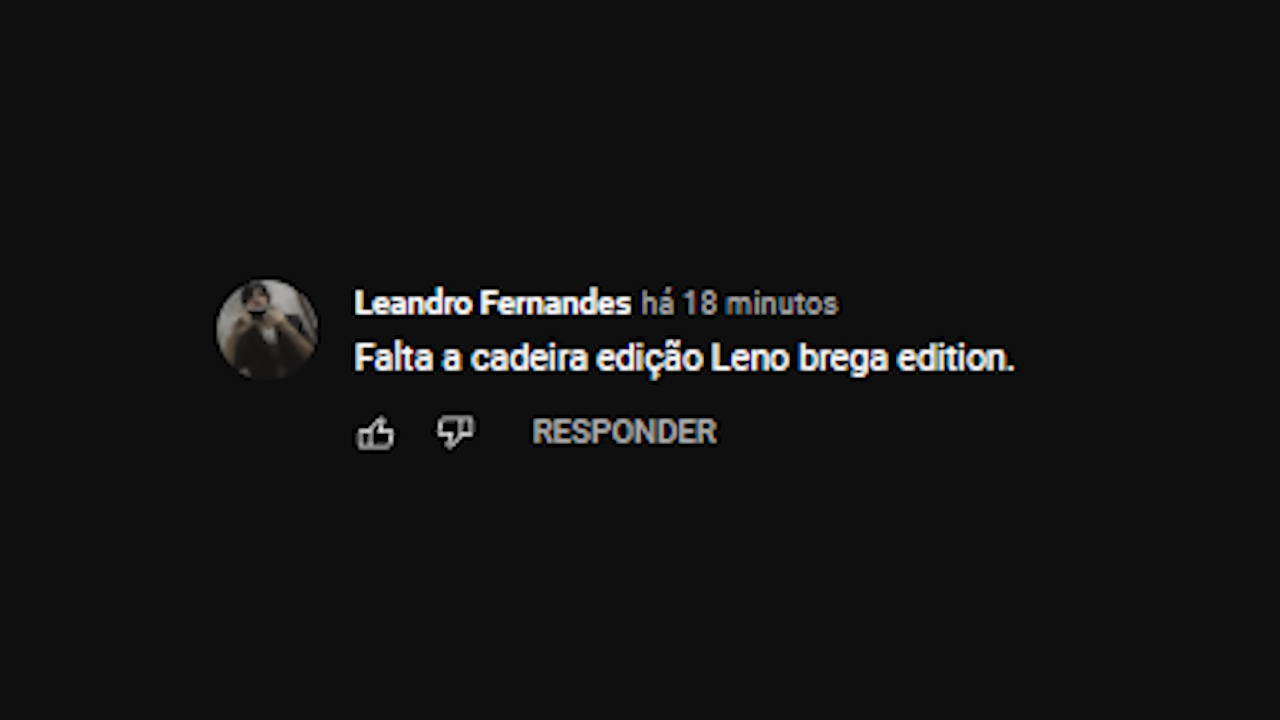 Leandro Fernandes há 18 minutos
Falta a cadeira edição Leno brega edition.
RESPONDER